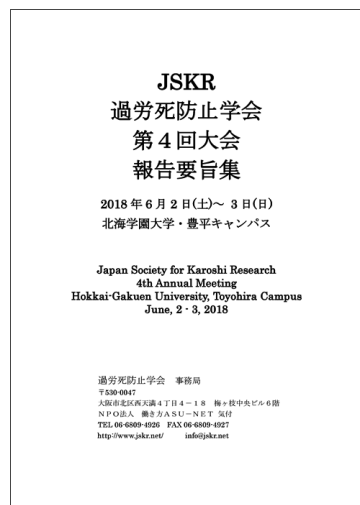 JSKR
過労死防止学会
第４回大会
報告要旨集
2018年6月2日(土)～ 3日(日)
北海学園大学・豊平キャンパス
Japan Society for Karoshi Research
4th Annual Meeting
Hokkai-Gakuen University, Toyohira Campus
June, 2 - 3, 2018
過労死防止学会　事務局
〒530-0047
大阪市北区西天満４丁目４－１８　梅ヶ枝中央ビル６階
ＮＰＯ法人　働き方ＡＳＵ－ＮＥＴ 気付
TEL 06-6809-4926　FAX 06-6809-4927
http://www.jskr.net/　　info@jskr.net